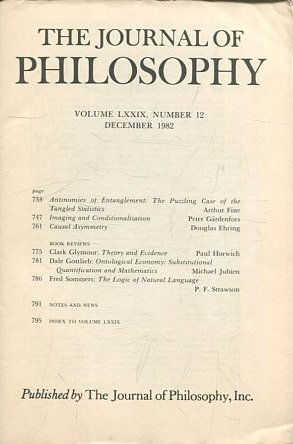 THE JOURNAL OF
PHILOSOPHY
VOLUME LXXIX, NUMBER 12
DECEMBER 1982
page
733 Antinomies of Entanglement: The Puzzling Case of the
Tangled Statistics Arthur Fine
747 Imaging and Conditionalization Peter Gärdenfors
761 Causal Asymmetry Douglas Ehring
BOOK REVIEWS
775 Clark Glymour: Theory and Evidence Paul Horwich
781 Dale Gottlieb: Ontological Economy: Substitutional
Quantification and Mathematics Michael Jubien
786 Fred Sommers: The Logic of Natural Language
P. F. Strawson
791 NOTES AND NEWS
795 INDEX TO VOLUME LXXIX
Published by The Journal of Philosophy, Inc.